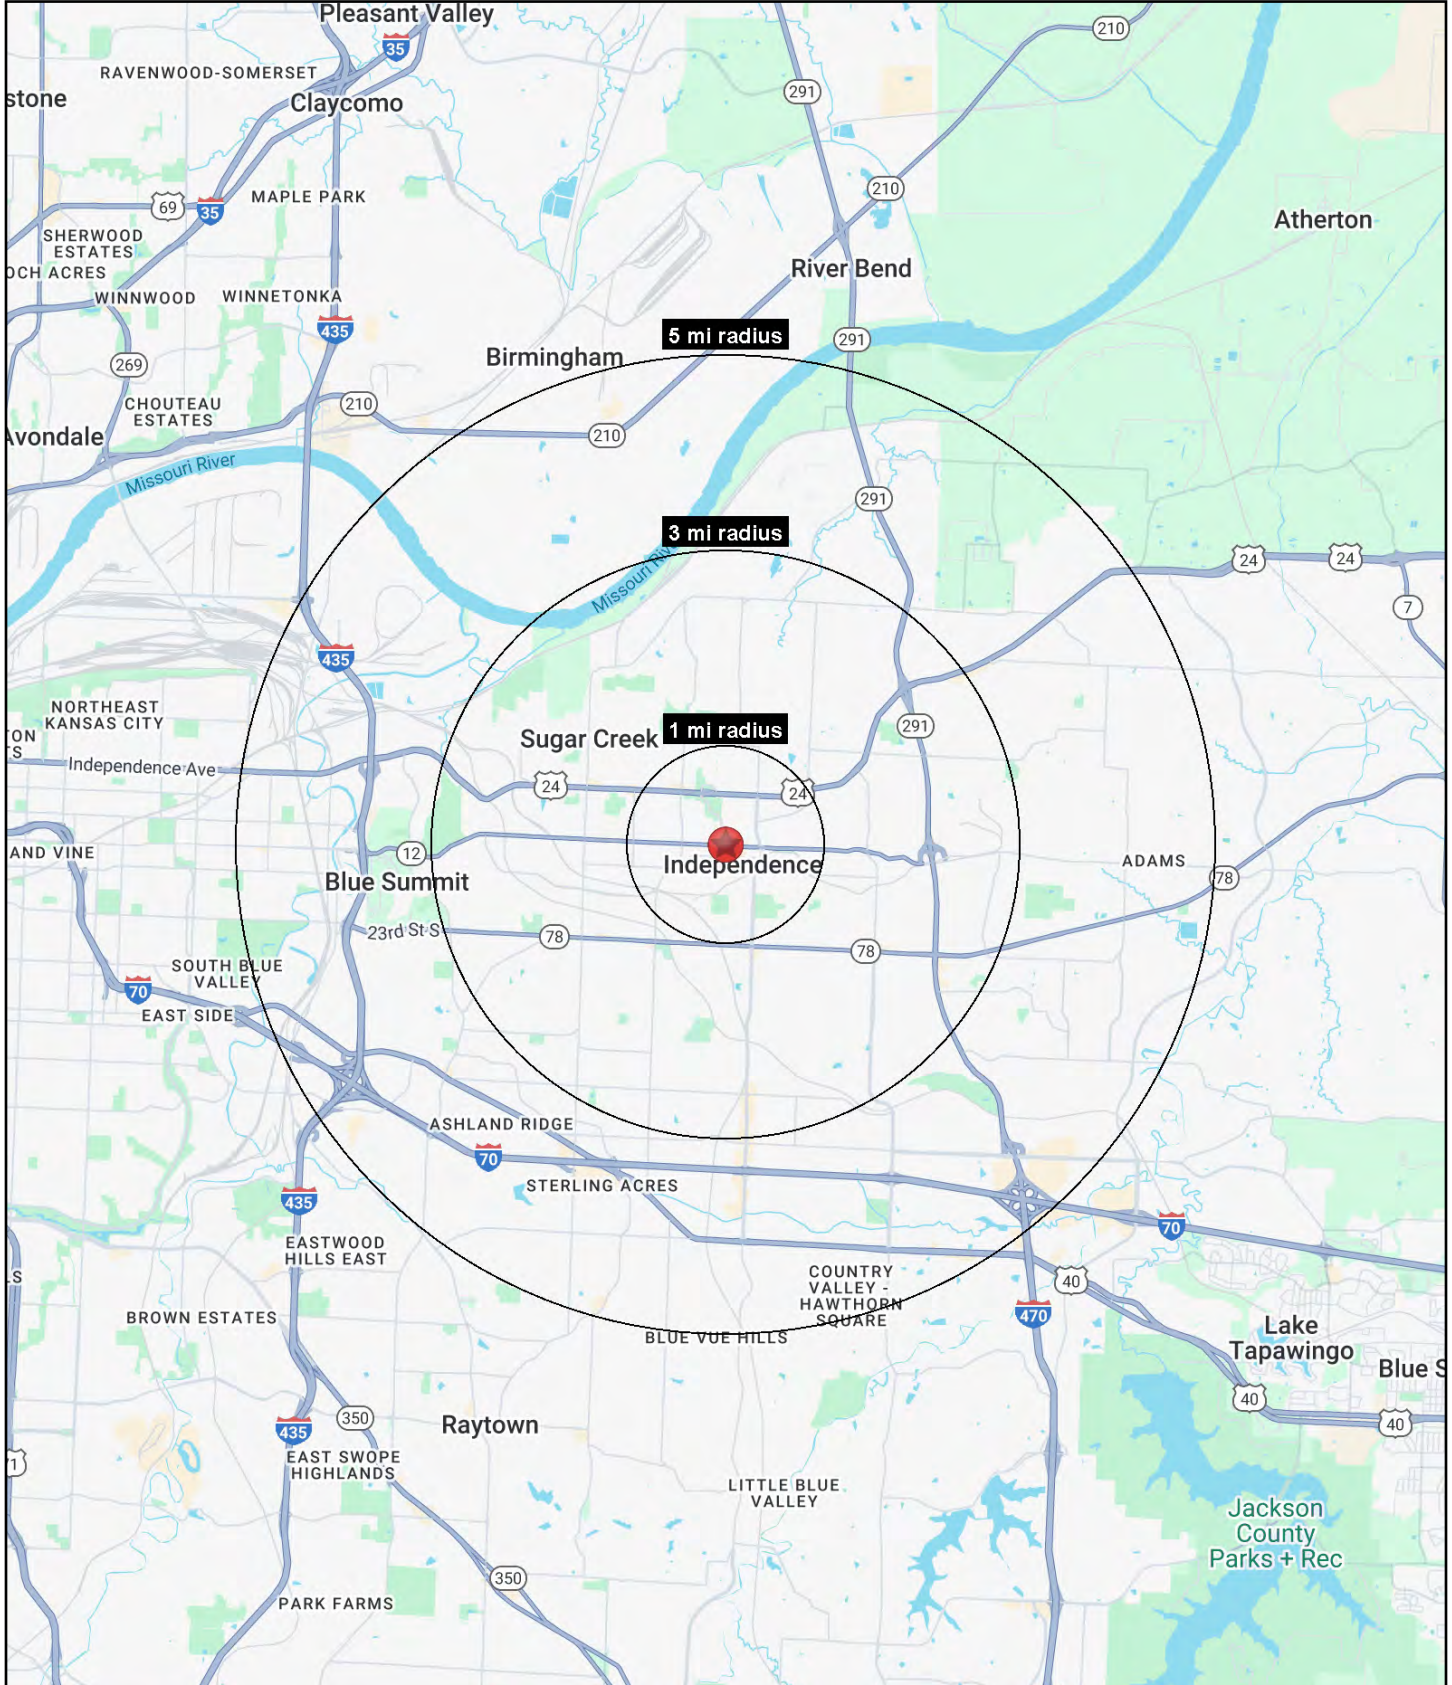 Pleasant Valley
210
35
RAVENWOOD-SOMERSET
291
stone
Claycomo
210
MAPLE PARK
69
35
Atherton
SHERWOOD
ESTATES
OCH ACRES
River Bend
WINNWOOD
WINNETONKA
435
5 mi radius
291
Birmingham
269
CHOUTEAU
ESTATES
210
210
Avondale
Missouri River
291
3 mi radius
24
24
Missouri Riv
7
435
NORTHEAST
KANSAS CITY
TON
TS
291
1 mi radius
Sugar Creek
Independence Ave
24
24
AND VINE
12
Independence
ADAMS
78
Blue Summit
23rd St S
78
78
SOUTH BLUE
VALLEY
70
EAST SIDE
ASHLAND RIDGE
70
STERLING ACRES
435
70
EASTWOOD
HILLS EAST
LS
COUNTRY
VALLEY -
HAWTHORN
SQUARE
40
BROWN ESTATES
470
BLUE VUE HILLS
Lake
Tapawingo
Blue S
40
40
350
Raytown
435
EAST SWOPE
HIGHLANDS
71
LITTLE BLUE
VALLEY
Jackson
County
Parks + Rec
350
PARK FARMS